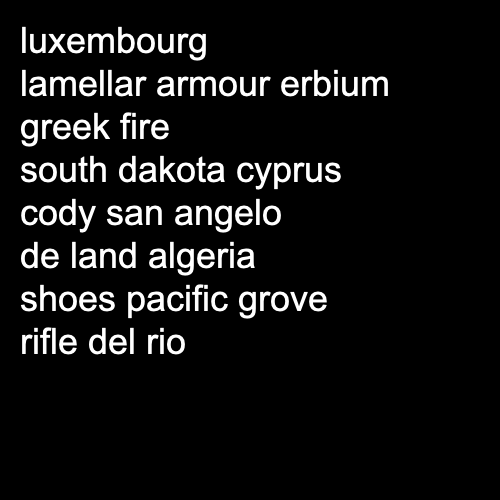 luxembourg
lamellar armour erbium
greek fire
south dakota cyprus
cody san angelo
de land algeria
shoes pacific grove
rifle del rio